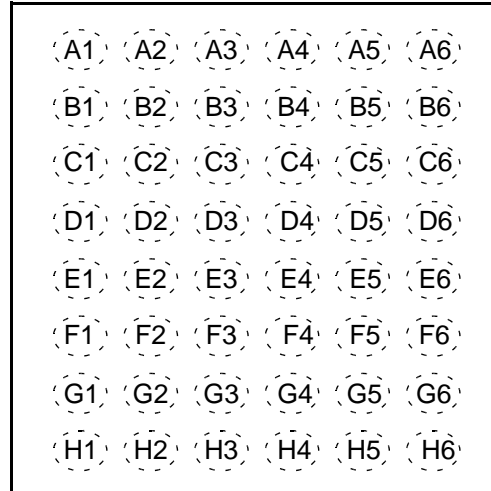 A1 A2 A3 A4 A5 A6
B1 B2 B3 B4 B5 B6
C1 C2 C3 C4 C5 C6
D1 D2 D3 D4 D5 D6
E1 E2 E3 E4 E5 E6
F1 F2 F3 F4 F5 F6
G1 G2 G3 G4 G5 G6
H1 H2 H3 H4 H5 H6